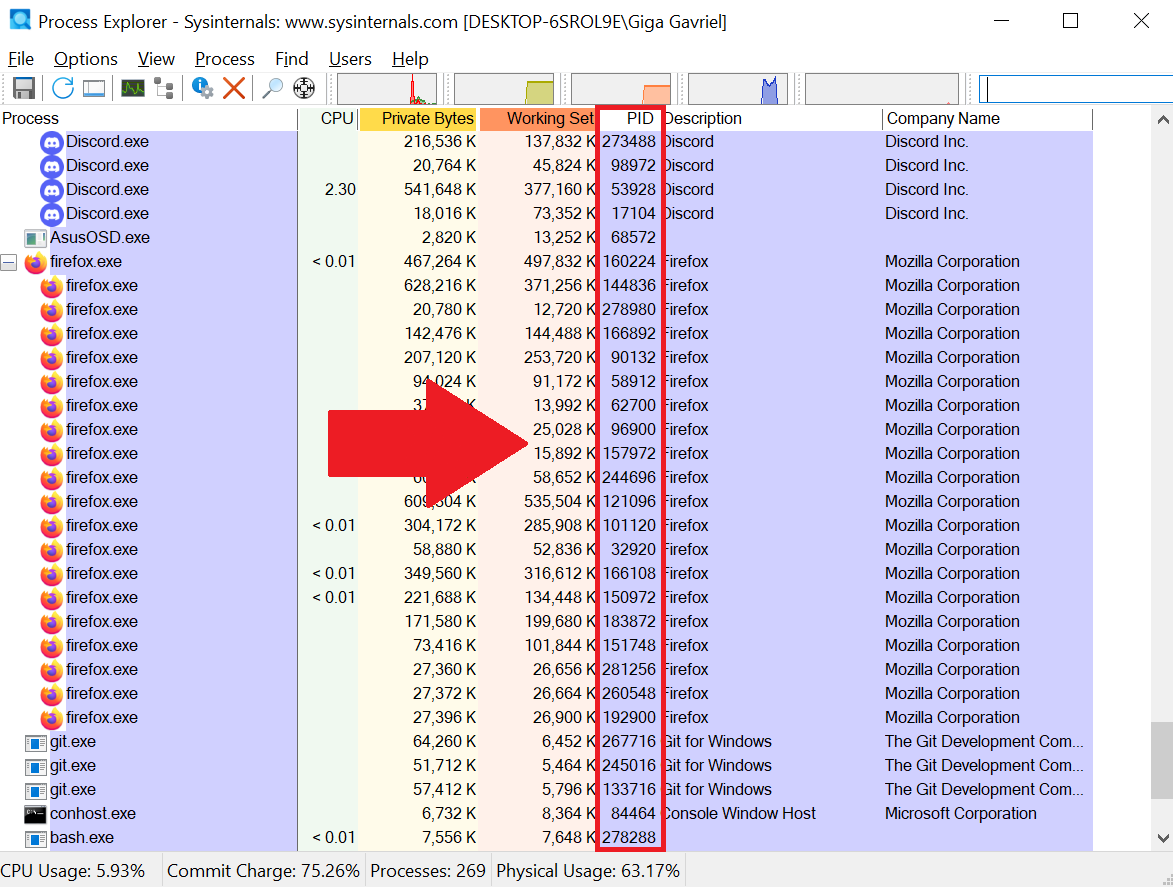 Process Explorer - Sysinternals: www.sysinternals.com [DESKTOP-6SROL9E\Giga Gavriel]
File Options View Process Find Users Help
Process CPU Private Bytes Working Set PID Description Company Name
Discord.exe 216,536 K 137,832 K 273488 Discord Discord Inc.
Discord.exe 20,764 K 45,824 K 98972 Discord Discord Inc.
Discord.exe 2.30 541,648 K 377,160 K 53928 Discord Discord Inc.
Discord.exe 18,016 K 73,352 K 17104 Discord Discord Inc.
AsusOSD.exe 2,820 K 13,252 K 68572
firefox.exe < 0.01 467,264 K 497,832 K 160224 Firefox Mozilla Corporation
firefox.exe 628,216 K 371,256 K 144836 Firefox Mozilla Corporation
firefox.exe 20,780 K 12,720 K 278980 Firefox Mozilla Corporation
firefox.exe 142,476 K 144,488 K 166892 Firefox Mozilla Corporation
firefox.exe 207,120 K 253,720 K 90132 Firefox Mozilla Corporation
firefox.exe 94,024 K 91,172 K 58912 Firefox Mozilla Corporation
firefox.exe K 13,992 K 62700 Firefox Mozilla Corporation
firefox.exe 25,028 K 96900 Firefox Mozilla Corporation
firefox.exe 15,892 K 157972 Firefox Mozilla Corporation
firefox.exe K 58,652 K 244696 Firefox Mozilla Corporation
firefox.exe 609,304 K 535,504 K 121096 Firefox Mozilla Corporation
firefox.exe < 0.01 304,172 K 285,908 K 101120 Firefox Mozilla Corporation
firefox.exe 58,880 K 52,836 K 32920 Firefox Mozilla Corporation
firefox.exe < 0.01 349,560 K 316,612 K 166108 Firefox Mozilla Corporation
firefox.exe < 0.01 221,688 K 134,448 K 150972 Firefox Mozilla Corporation
firefox.exe 171,580 K 199,680 K 183872 Firefox Mozilla Corporation
firefox.exe 73,416 K 101,844 K 151748 Firefox Mozilla Corporation
firefox.exe 27,360 K 26,656 K 281256 Firefox Mozilla Corporation
firefox.exe 27,372 K 26,664 K 260548 Firefox Mozilla Corporation
firefox.exe 27,396 K 26,900 K 192900 Firefox Mozilla Corporation
git.exe 64,260 K 6,452 K 267716 Git for Windows The Git Development Com...
git.exe 51,712 K 5,464 K 245016 Git for Windows The Git Development Com...
git.exe 57,412 K 5,796 K 133716 Git for Windows The Git Development Com...
conhost.exe 6,732 K 8,364 K 84464 Console Window Host Microsoft Corporation
bash.exe < 0.01 7,556 K 7,648 K 278288
CPU Usage: 5.93% Commit Charge: 75.26% Processes: 269 Physical Usage: 63.17%